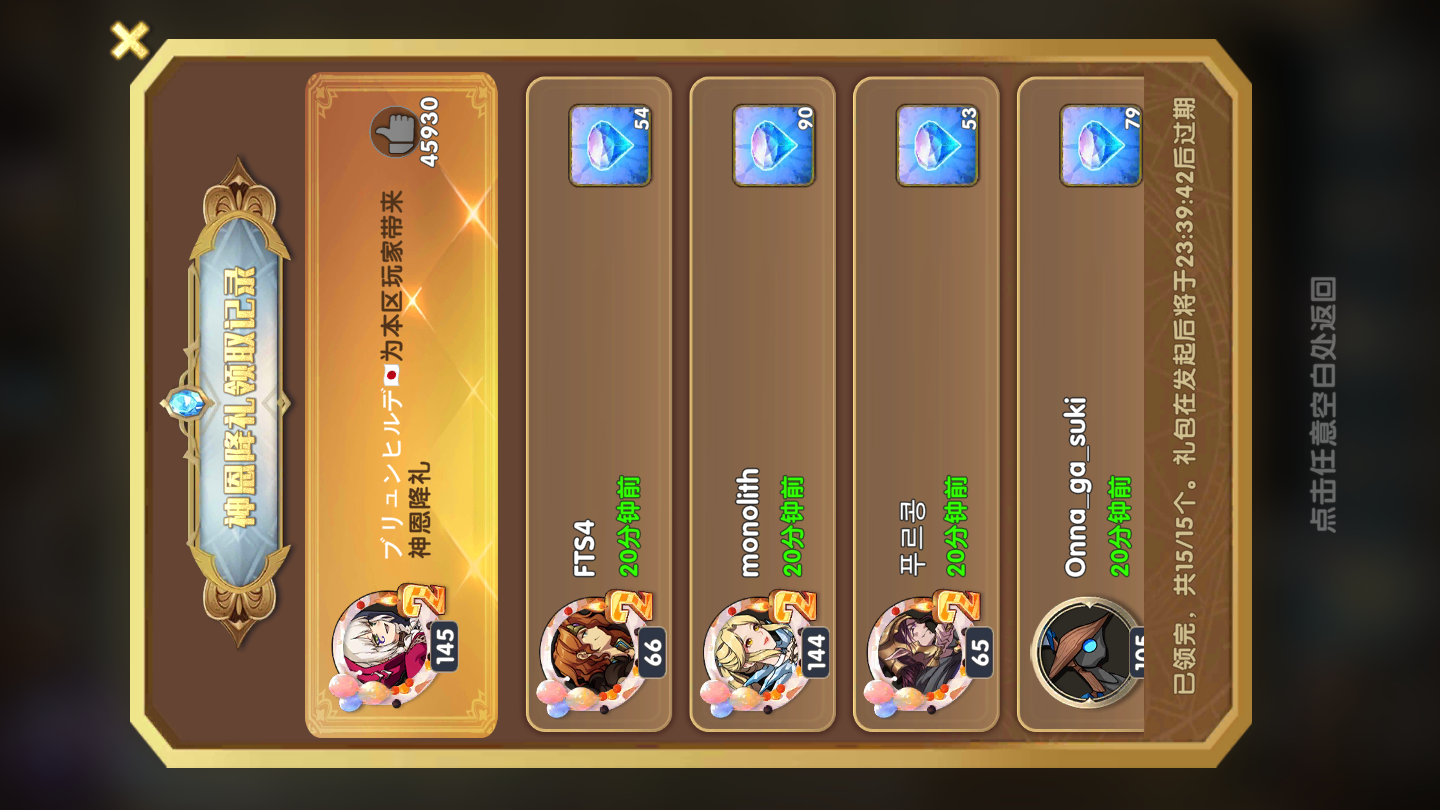 神恩降礼领取记录
ブリュンヒルデ🇯🇵为本区玩家带来
神恩降礼
45930
145
FTS4
20分钟前
66
54
monolith
20分钟前
144
90
푸르콩
20分钟前
65
53
Onna_ga_suki
20分钟前
105
79
已领完，共15/15个。礼包在发起后将于23:39:42后过期
点击任意空白处返回